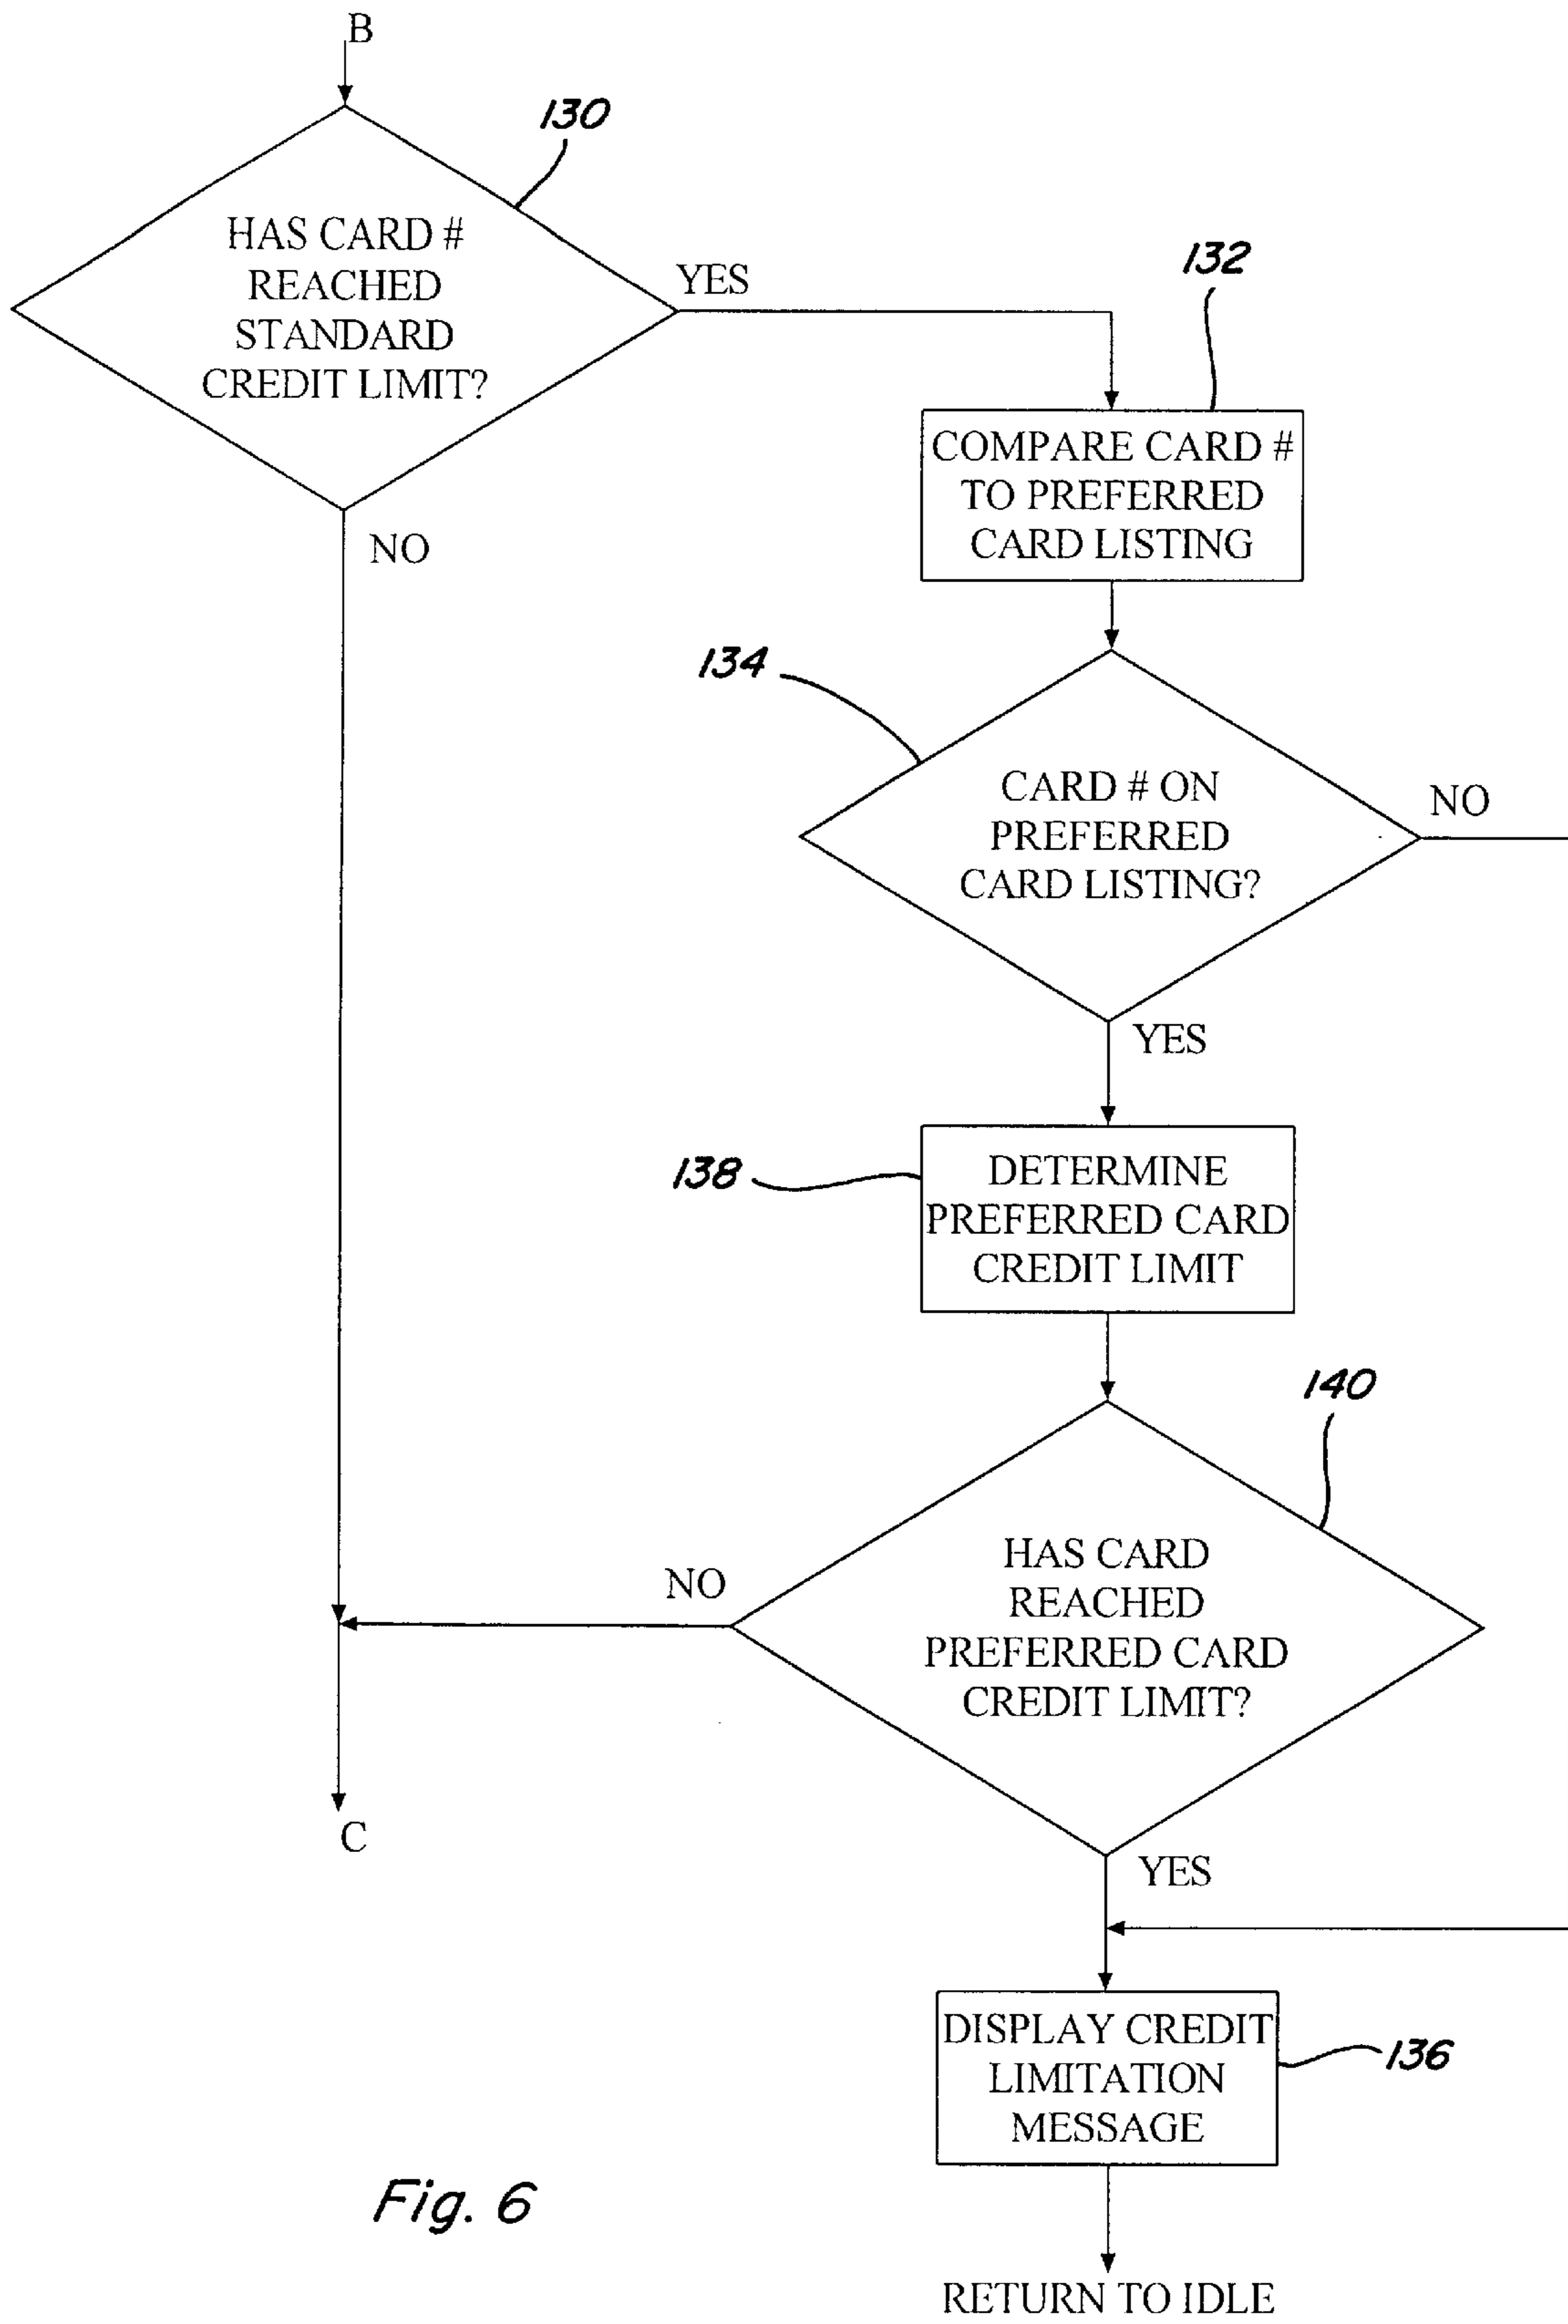 B
130
HAS CARD #
REACHED
STANDARD
CREDIT LIMIT?
YES
NO
132
COMPARE CARD #
TO PREFERRED
CARD LISTING
134
CARD # ON
PREFERRED
CARD LISTING?
NO
YES
138
DETERMINE
PREFERRED CARD
CREDIT LIMIT
140
HAS CARD
REACHED
PREFERRED CARD
CREDIT LIMIT?
NO
C
YES
DISPLAY CREDIT
LIMITATION
MESSAGE
136
Fig. 6
RETURN TO IDLE